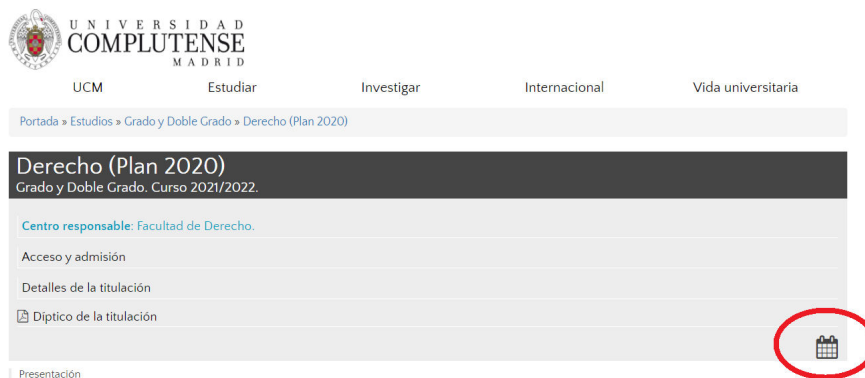 UNIVERSIDAD
COMPLUTENSE
MADRID
UCM Estudiar Investigar Internacional Vida universitaria
Portada » Estudios » Grado y Doble Grado » Derecho (Plan 2020)
Derecho (Plan 2020)
Grado y Doble Grado. Curso 2021/2022.
Centro responsable: Facultad de Derecho.
Acceso y admisión
Detalles de la titulación
Díptico de la titulación
Presentación